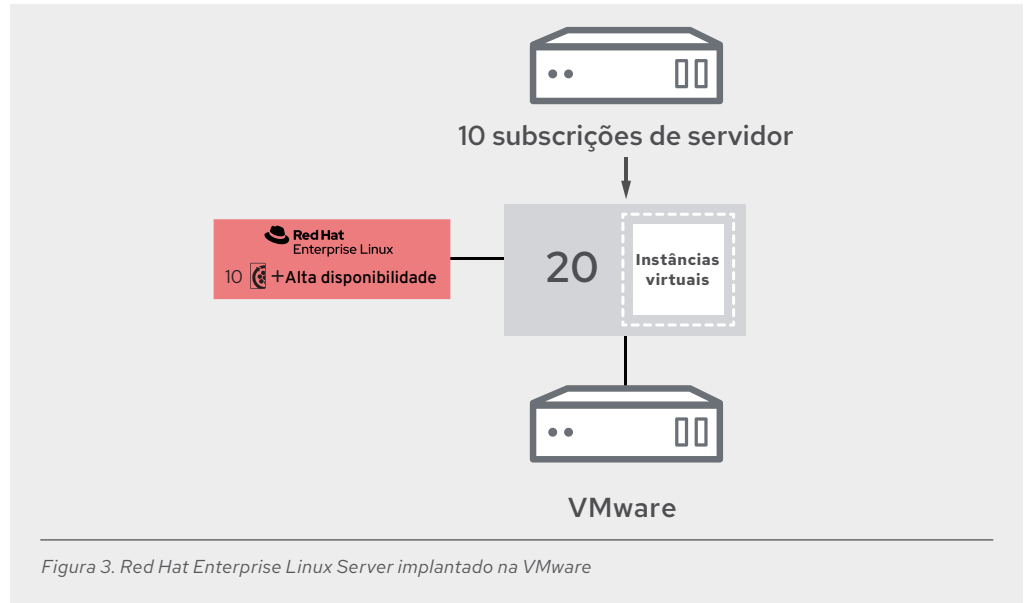 10 subscrições de servidor
Red Hat
Enterprise Linux
10 +Alta disponibilidade
20
Instâncias
virtuais
VMware
Figura 3. Red Hat Enterprise Linux Server implantado na VMware